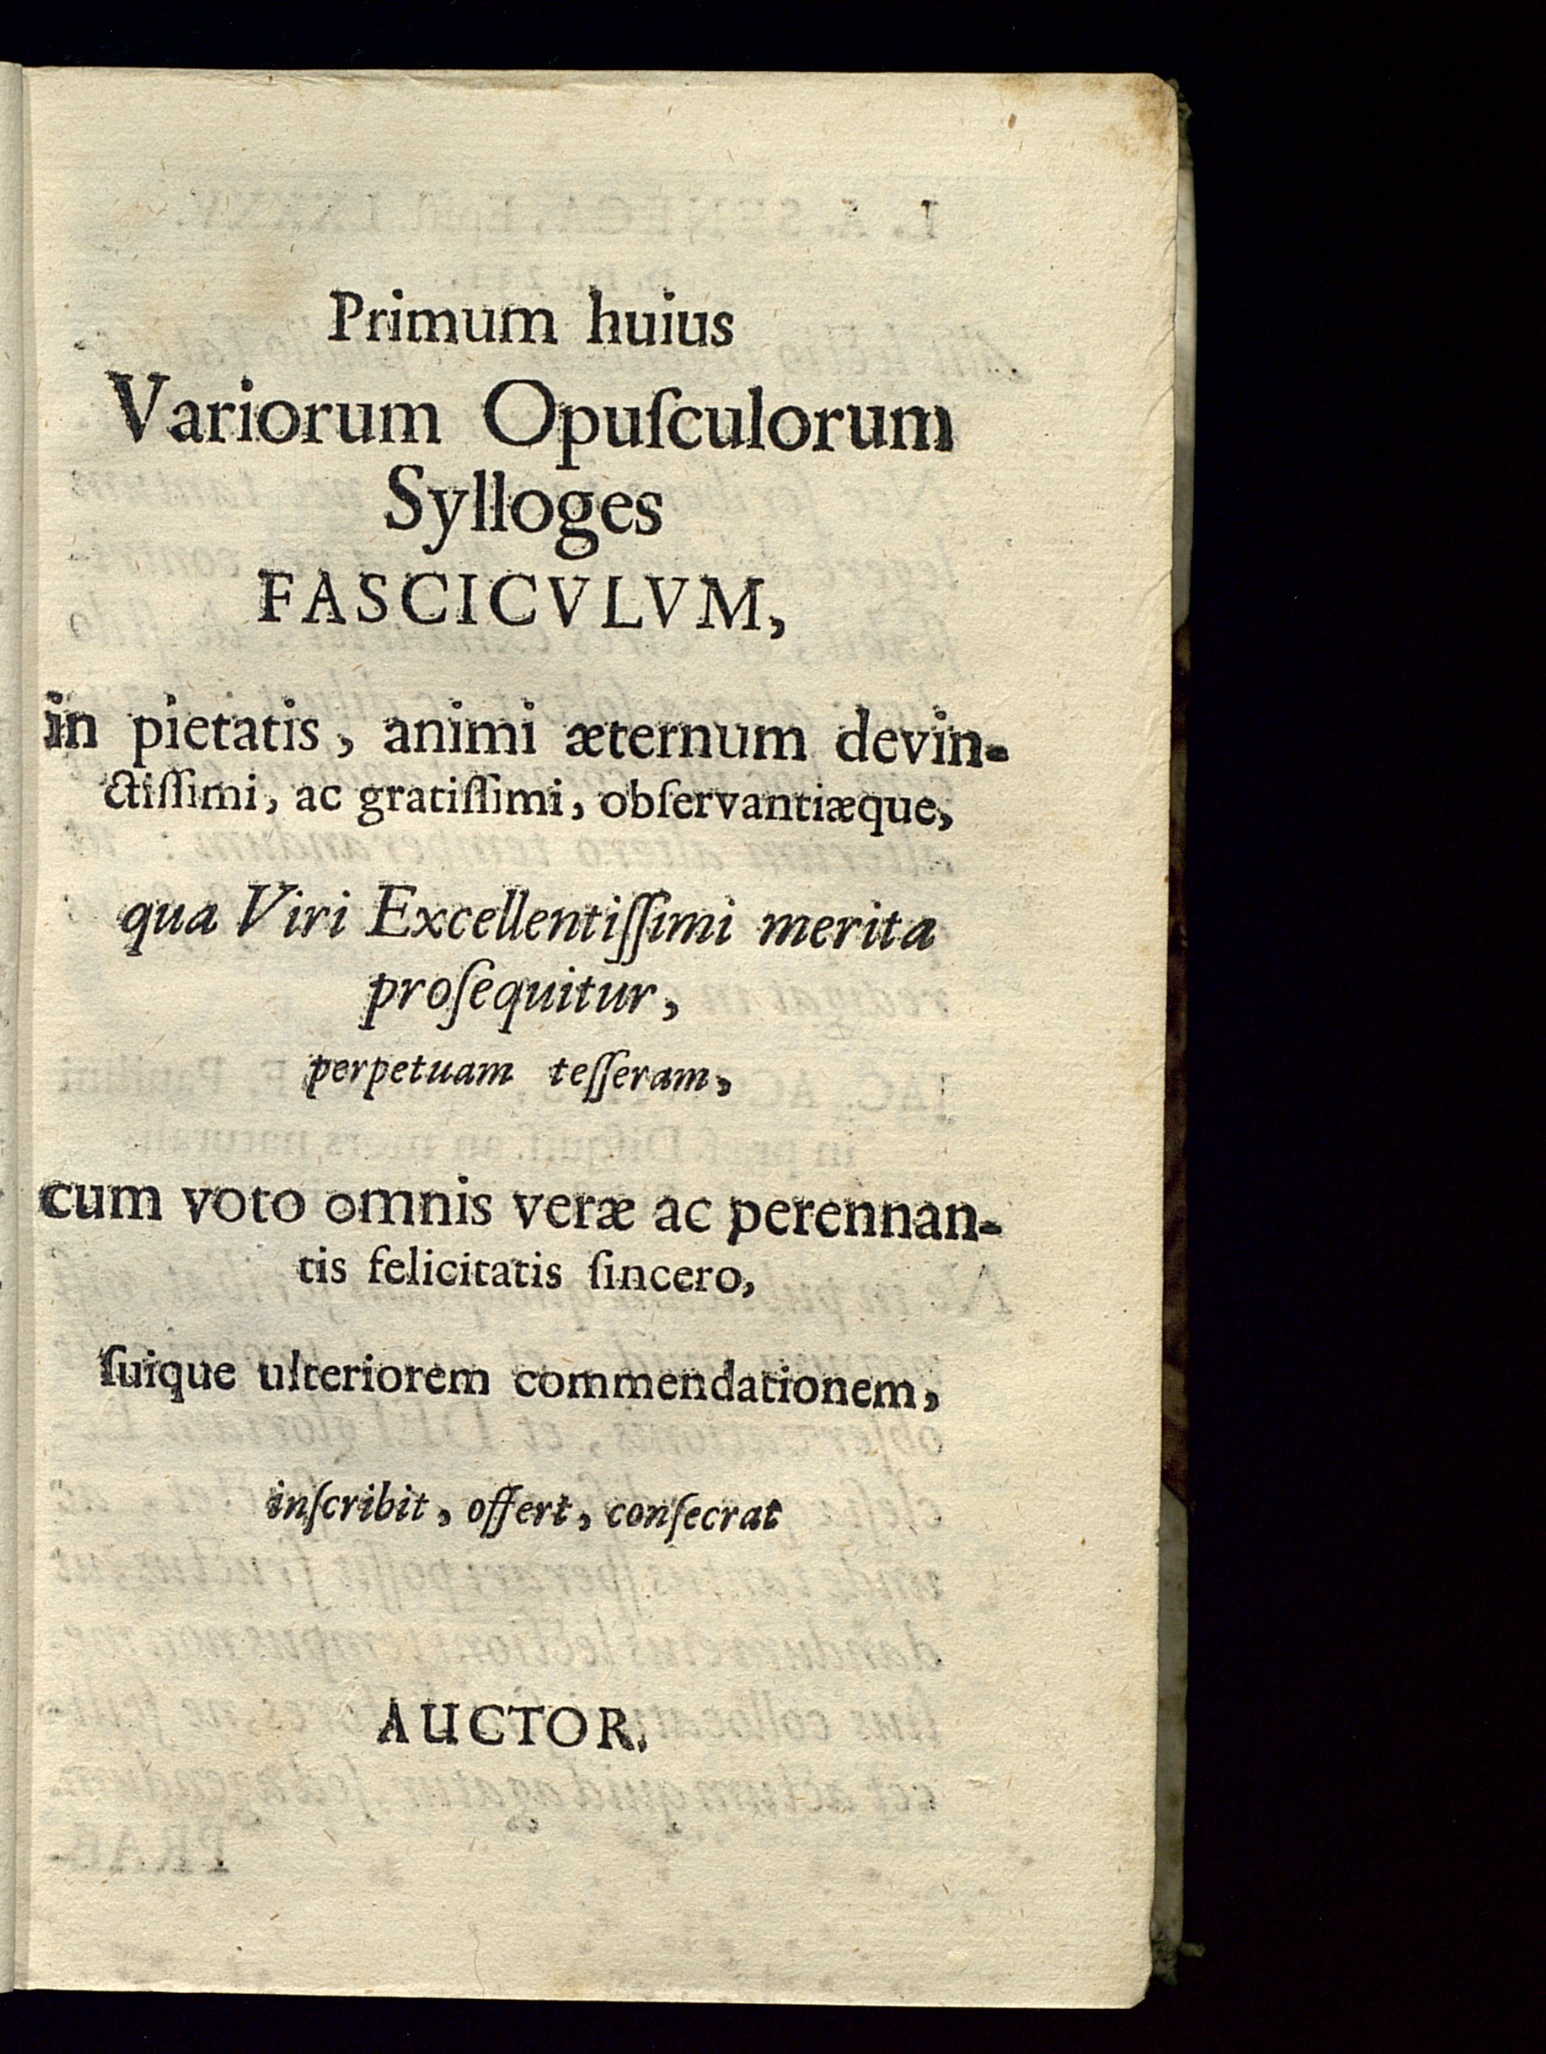 Primum huius
Variorum Opuſculorum
Sylloges
FASCICVLVM,
in pietatis, animi æternum devin-
ctiſſimi, ac gratiſſimi, obſervantiæque,
qua Viri Excellentiſſimi merita
proſequitur,
perpetuam teſſeram,
cum voto omnis veræ ac perennan-
tis felicitatis ſincero,
ſuique ulteriorem commendationem,
inſcribit, offert, conſecrat
AUCTOR.